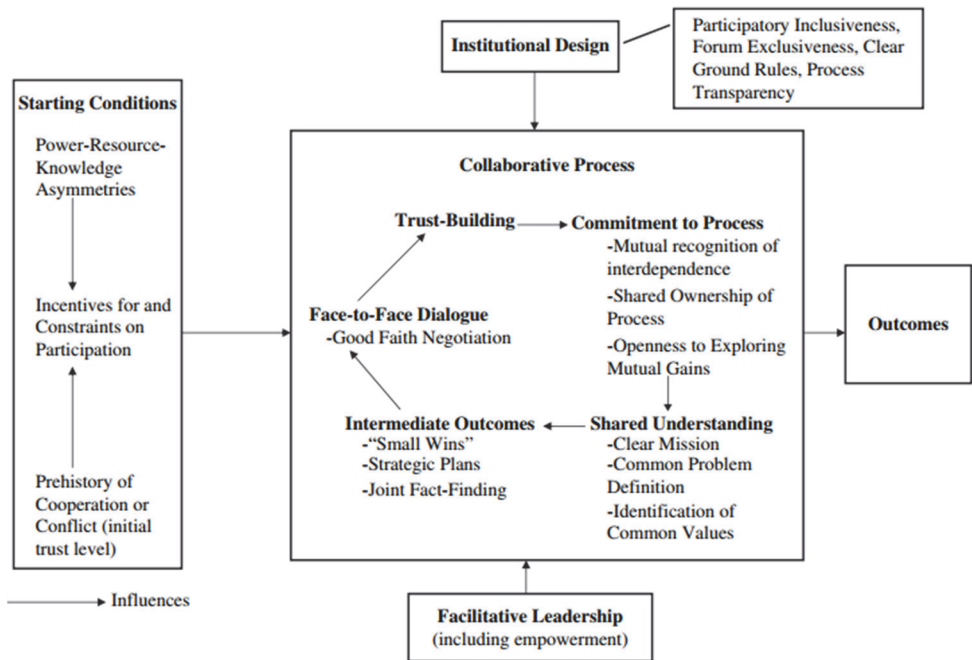 Institutional Design
Participatory Inclusiveness,
Forum Exclusiveness, Clear
Ground Rules, Process
Transparency
Starting Conditions
Power-Resource-
Knowledge
Asymmetries
Incentives for and
Constraints on
Participation
Prehistory of
Cooperation or
Conflict (initial
trust level)
Collaborative Process
Trust-Building
Commitment to Process
-Mutual recognition of
interdependence
-Shared Ownership of
Process
-Openness to Exploring
Mutual Gains
Face-to-Face Dialogue
-Good Faith Negotiation
Intermediate Outcomes
-“Small Wins”
-Strategic Plans
-Joint Fact-Finding
Shared Understanding
-Clear Mission
-Common Problem
Definition
-Identification of
Common Values
Outcomes
Influences
Facilitative Leadership
(including empowerment)